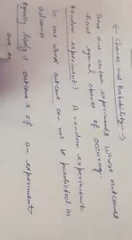 ← Chance and Probability →
There are certain experiments whose outcomes
have equal chance of occuring.
Random experiment) A random experiment
is one whose outcome can not be predicted in
advance
Equally likely outcomes of an experiment